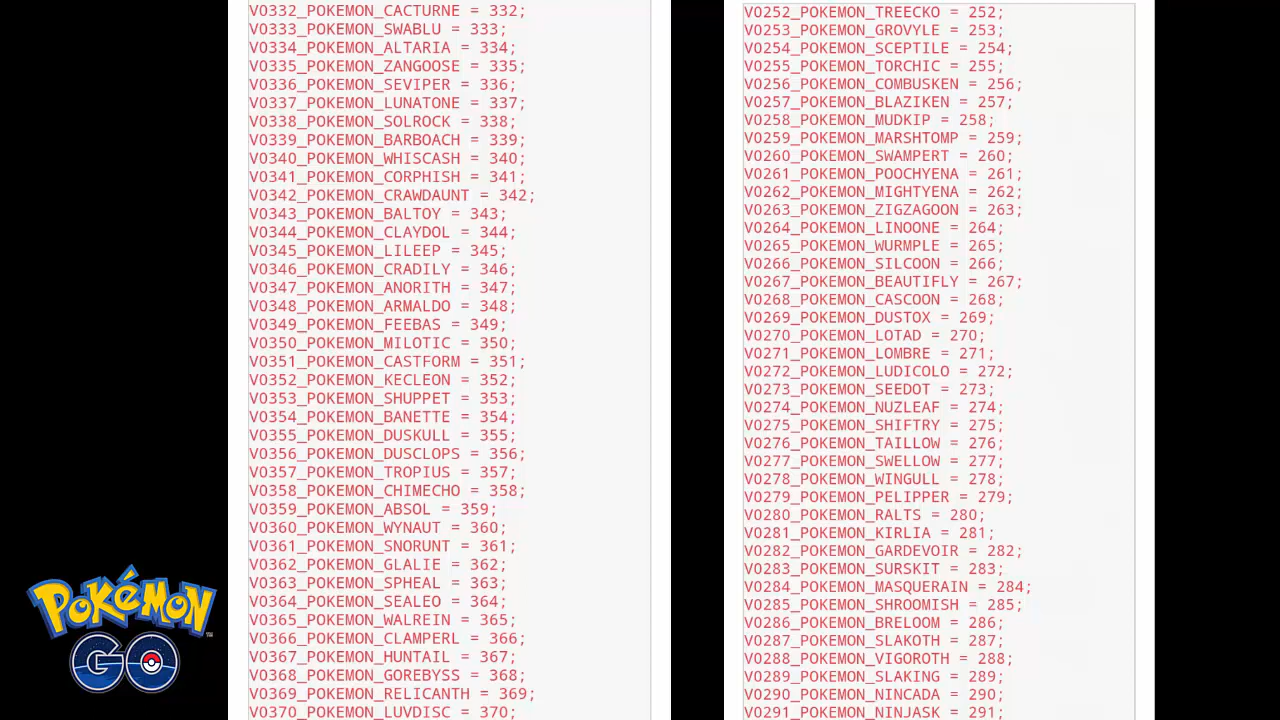 V0332_POKEMON_CACTURNE = 332;
V0333_POKEMON_SWABLU = 333;
V0334_POKEMON_ALTARIA = 334;
V0335_POKEMON_ZANGOOSE = 335;
V0336_POKEMON_SEVIPER = 336;
V0337_POKEMON_LUNATONE = 337;
V0338_POKEMON_SOLROCK = 338;
V0339_POKEMON_BARBOACH = 339;
V0340_POKEMON_WHISCASH = 340;
V0341_POKEMON_CORPHISH = 341;
V0342_POKEMON_CRAWDAUNT = 342;
V0343_POKEMON_BALTOY = 343;
V0344_POKEMON_CLAYDOL = 344;
V0345_POKEMON_LILEEP = 345;
V0346_POKEMON_CRADILY = 346;
V0347_POKEMON_ANORITH = 347;
V0348_POKEMON_ARMALDO = 348;
V0349_POKEMON_FEEBAS = 349;
V0350_POKEMON_MILOTIC = 350;
V0351_POKEMON_CASTFORM = 351;
V0352_POKEMON_KECLEON = 352;
V0353_POKEMON_SHUPPET = 353;
V0354_POKEMON_BANETTE = 354;
V0355_POKEMON_DUSKULL = 355;
V0356_POKEMON_DUSCLOPS = 356;
V0357_POKEMON_TROPIUS = 357;
V0358_POKEMON_CHIMECHO = 358;
V0359_POKEMON_ABSOL = 359;
V0360_POKEMON_WYNAUT = 360;
V0361_POKEMON_SNORUNT = 361;
V0362_POKEMON_GLALIE = 362;
V0363_POKEMON_SPHEAL = 363;
V0364_POKEMON_SEALEO = 364;
V0365_POKEMON_WALREIN = 365;
V0366_POKEMON_CLAMPERL = 366;
V0367_POKEMON_HUNTAIL = 367;
V0368_POKEMON_GOREBYSS = 368;
V0369_POKEMON_RELICANTH = 369;
V0370_POKEMON_LUVDISC = 370;
V0252_POKEMON_TREECKO = 252;
V0253_POKEMON_GROVYLE = 253;
V0254_POKEMON_SCEPTILE = 254;
V0255_POKEMON_TORCHIC = 255;
V0256_POKEMON_COMBUSKEN = 256;
V0257_POKEMON_BLAZIKEN = 257;
V0258_POKEMON_MUDKIP = 258;
V0259_POKEMON_MARSHTOMP = 259;
V0260_POKEMON_SWAMPERT = 260;
V0261_POKEMON_POOCHYENA = 261;
V0262_POKEMON_MIGHTYENA = 262;
V0263_POKEMON_ZIGZAGOON = 263;
V0264_POKEMON_LINOONE = 264;
V0265_POKEMON_WURMPLE = 265;
V0266_POKEMON_SILCOON = 266;
V0267_POKEMON_BEAUTIFLY = 267;
V0268_POKEMON_CASCOON = 268;
V0269_POKEMON_DUSTOX = 269;
V0270_POKEMON_LOTAD = 270;
V0271_POKEMON_LOMBRE = 271;
V0272_POKEMON_LUDICOLO = 272;
V0273_POKEMON_SEEDOT = 273;
V0274_POKEMON_NUZLEAF = 274;
V0275_POKEMON_SHIFTRY = 275;
V0276_POKEMON_TAILLOW = 276;
V0277_POKEMON_SWELLOW = 277;
V0278_POKEMON_WINGULL = 278;
V0279_POKEMON_PELIPPER = 279;
V0280_POKEMON_RALTS = 280;
V0281_POKEMON_KIRLIA = 281;
V0282_POKEMON_GARDEVOIR = 282;
V0283_POKEMON_SURSKIT = 283;
V0284_POKEMON_MASQUERAIN = 284;
V0285_POKEMON_SHROOMISH = 285;
V0286_POKEMON_BRELOOM = 286;
V0287_POKEMON_SLAKOTH = 287;
V0288_POKEMON_VIGOROTH = 288;
V0289_POKEMON_SLAKING = 289;
V0290_POKEMON_NINCADA = 290;
V0291_POKEMON_NINJASK = 291;
POKéMON
™
GO